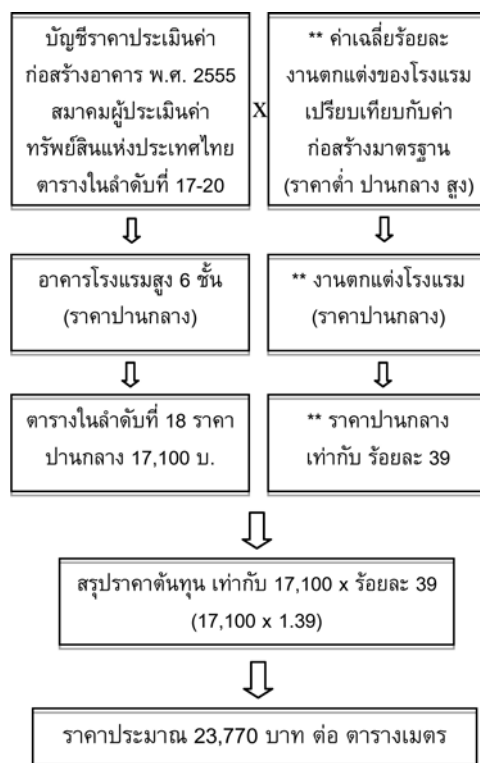 บัญชีราคาประเมินค่า
ก่อสร้างอาคาร พ.ศ. 2555
สมาคมผู้ประเมินค่า
ทรัพย์สินแห่งประเทศไทย
ตารางในลำดับที่ 17-20
X
** ค่าเฉลี่ยร้อยละ
งานตกแต่งของโรงแรม
เปรียบเทียบกับค่า
ก่อสร้างมาตรฐาน
(ราคาต่ำ ปานกลาง สูง)
อาคารโรงแรมสูง 6 ชั้น
(ราคาปานกลาง)
** งานตกแต่งโรงแรม
(ราคาปานกลาง)
ตารางในลำดับที่ 18 ราคา
ปานกลาง 17,100 บ.
** ราคาปานกลาง
เท่ากับ ร้อยละ 39
สรุปราคาต้นทุน เท่ากับ 17,100 x ร้อยละ 39
(17,100 x 1.39)
ราคาประมาณ 23,770 บาท ต่อ ตารางเมตร